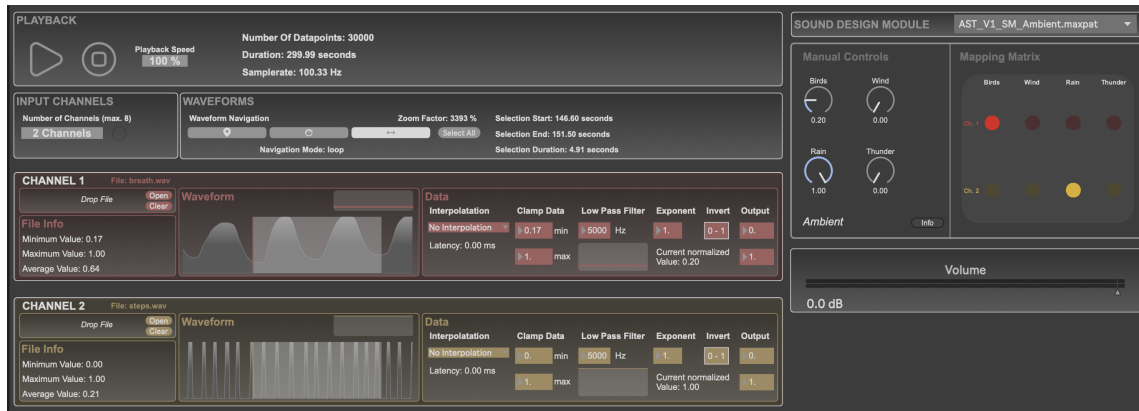 PLAYBACK
Playback Speed
100 %
Number Of Datapoints: 30000
Duration: 299.99 seconds
Samplerate: 100.33 Hz
INPUT CHANNELS
Number of Channels (max. 8)
2 Channels
WAVEFORMS
Waveform Navigation
Zoom Factor: 3393 %
Select All
Navigation Mode: loop
Selection Start: 146.60 seconds
Selection End: 151.50 seconds
Selection Duration: 4.91 seconds
CHANNEL 1
File: breath.wav
Drop File
Open
Clear
File Info
Minimum Value: 0.17
Maximum Value: 1.00
Average Value: 0.64
Waveform
Data
Interpolatation
Clamp Data
Low Pass Filter
Exponent
Invert
Output
No Interpolation
0.17 min
5000 Hz
1.
0 - 1
0.
Latency: 0.00 ms
1. max
Current normalized
Value: 0.20
1.
CHANNEL 2
File: steps.wav
Drop File
Open
Clear
File Info
Minimum Value: 0.00
Maximum Value: 1.00
Average Value: 0.21
Waveform
Data
Interpolatation
Clamp Data
Low Pass Filter
Exponent
Invert
Output
No Interpolation
0. min
5000 Hz
1.
0 - 1
0.
Latency: 0.00 ms
1. max
Current normalized
Value: 1.00
1.
SOUND DESIGN MODULE
AST_V1_SM_Ambient.maxpat
Manual Controls
Birds
Wind
0.20
0.00
Rain
Thunder
1.00
0.00
Ambient
Info
Mapping Matrix
Birds
Wind
Rain
Thunder
Ch. 1
Ch. 2
Volume
0.0 dB